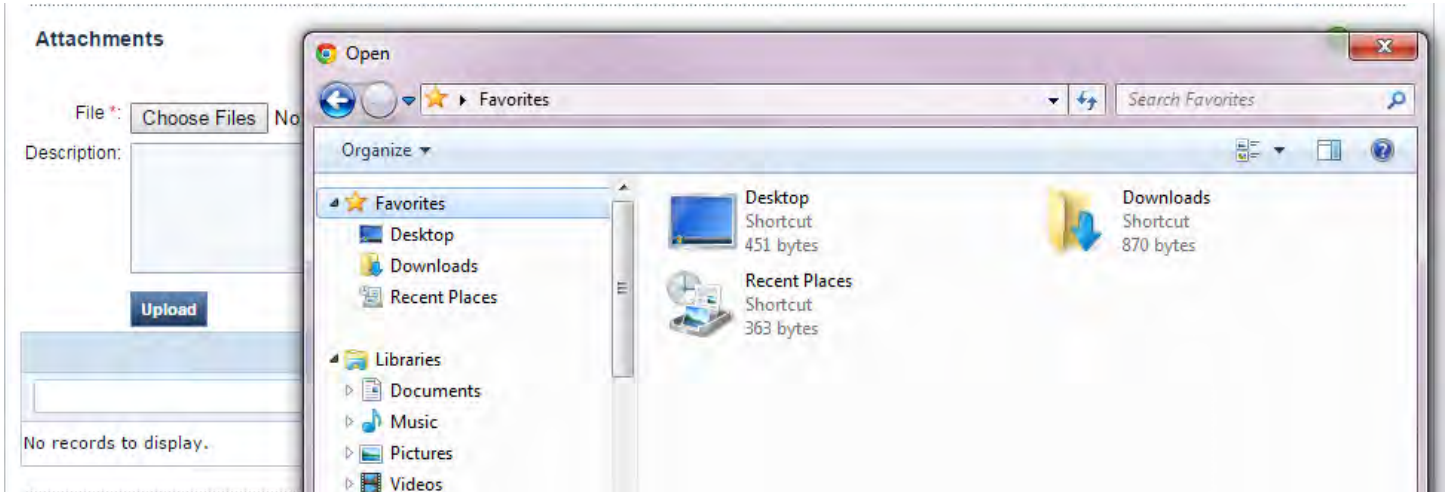 Attachments
File *: Choose Files No
Description:
Upload
No records to display.
Open
Favorites
Search Favorites
Organize
Favorites
Desktop
Downloads
Recent Places
Libraries
Documents
Music
Pictures
Videos
Desktop
Shortcut
451 bytes
Downloads
Shortcut
870 bytes
Recent Places
Shortcut
363 bytes